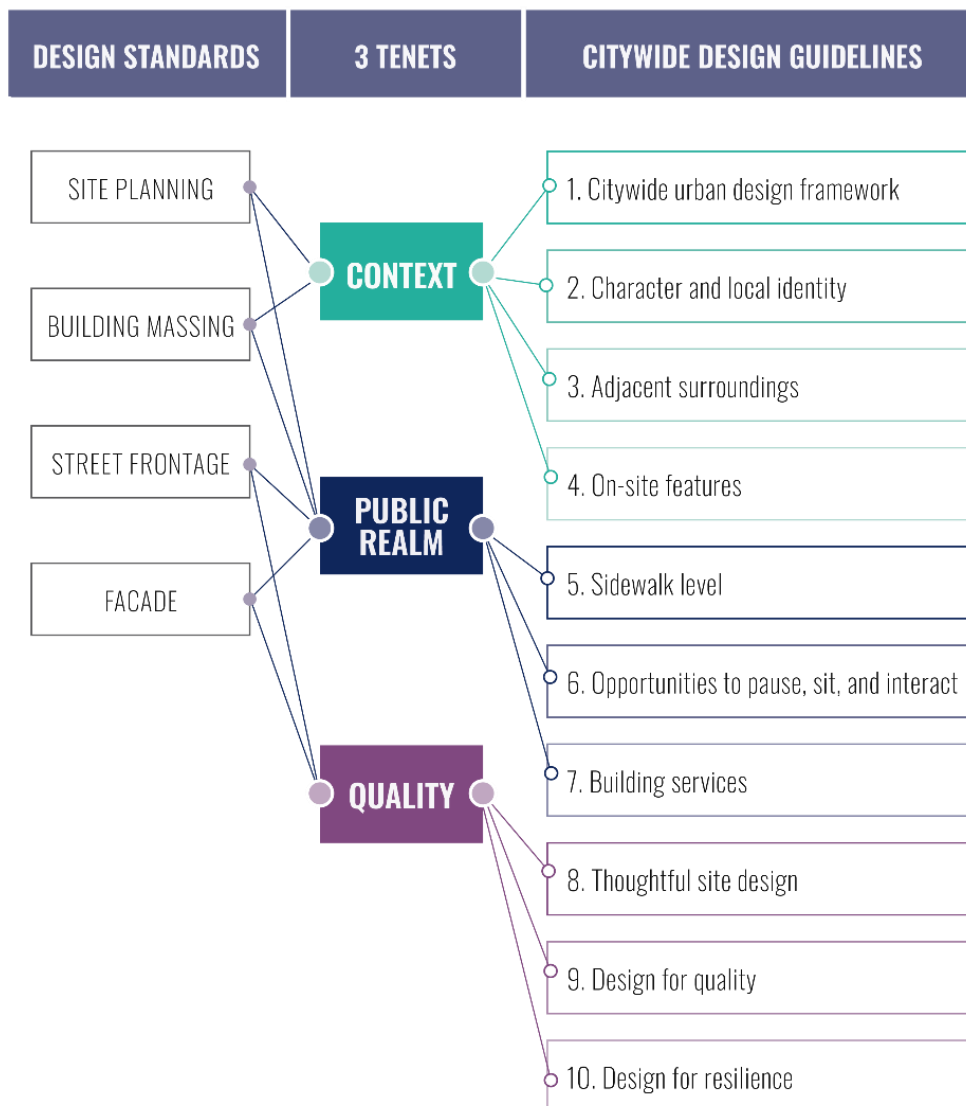 DESIGN STANDARDS
3 TENETS
CITYWIDE DESIGN GUIDELINES
SITE PLANNING
BUILDING MASSING
STREET FRONTAGE
FACADE
CONTEXT
PUBLIC
REALM
QUALITY
1. Citywide urban design framework
2. Character and local identity
3. Adjacent surroundings
4. On-site features
5. Sidewalk level
6. Opportunities to pause, sit, and interact
7. Building services
8. Thoughtful site design
9. Design for quality
10. Design for resilience